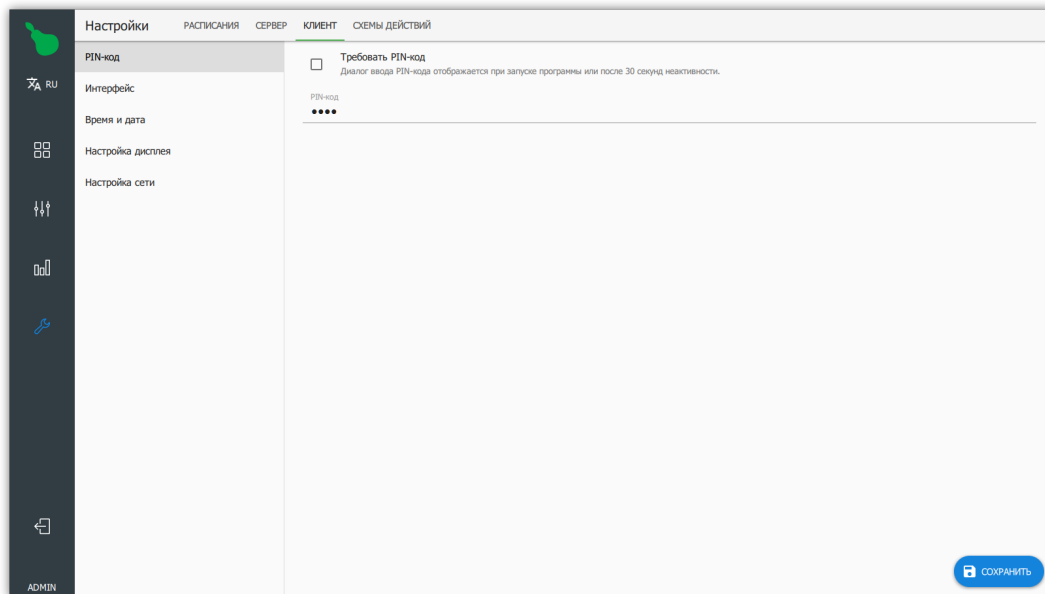 Настройки РАСПИСАНИЯ СЕРВЕР КЛИЕНТ СХЕМЫ ДЕЙСТВИЙ
RU
PIN-код
Интерфейс
Время и дата
Настройка дисплея
Настройка сети
Требовать PIN-код
Диалог ввода PIN-кода отображается при запуске программы или после 30 секунд неактивности.
PIN-код
••••
СОХРАНИТЬ
ADMIN